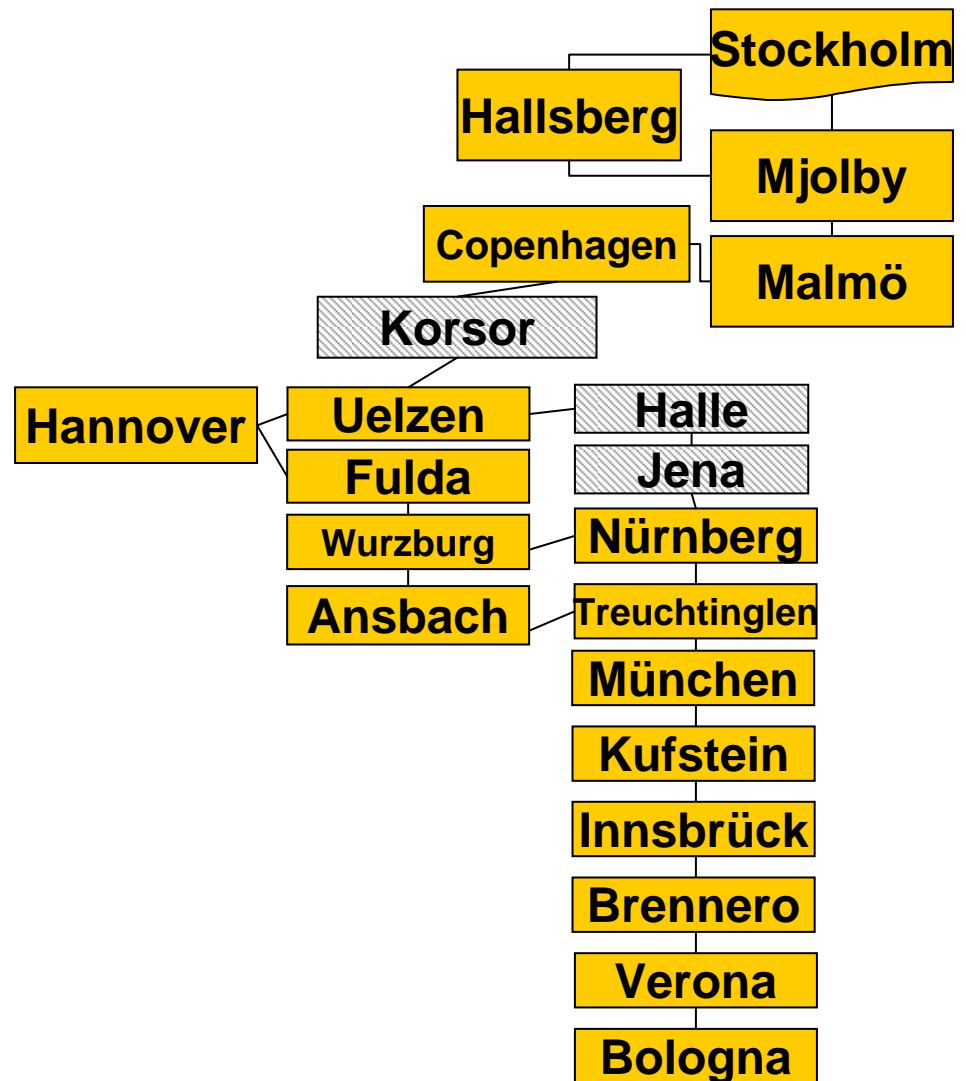 Stockholm
Hallsberg
Mjolby
Copenhagen
Malmö
Korsor
Hannover
Uelzen
Halle
Fulda
Jena
Wurzburg
Nürnberg
Ansbach
Treuchtinglen
München
Kufstein
Innsbrück
Brennero
Verona
Bologna